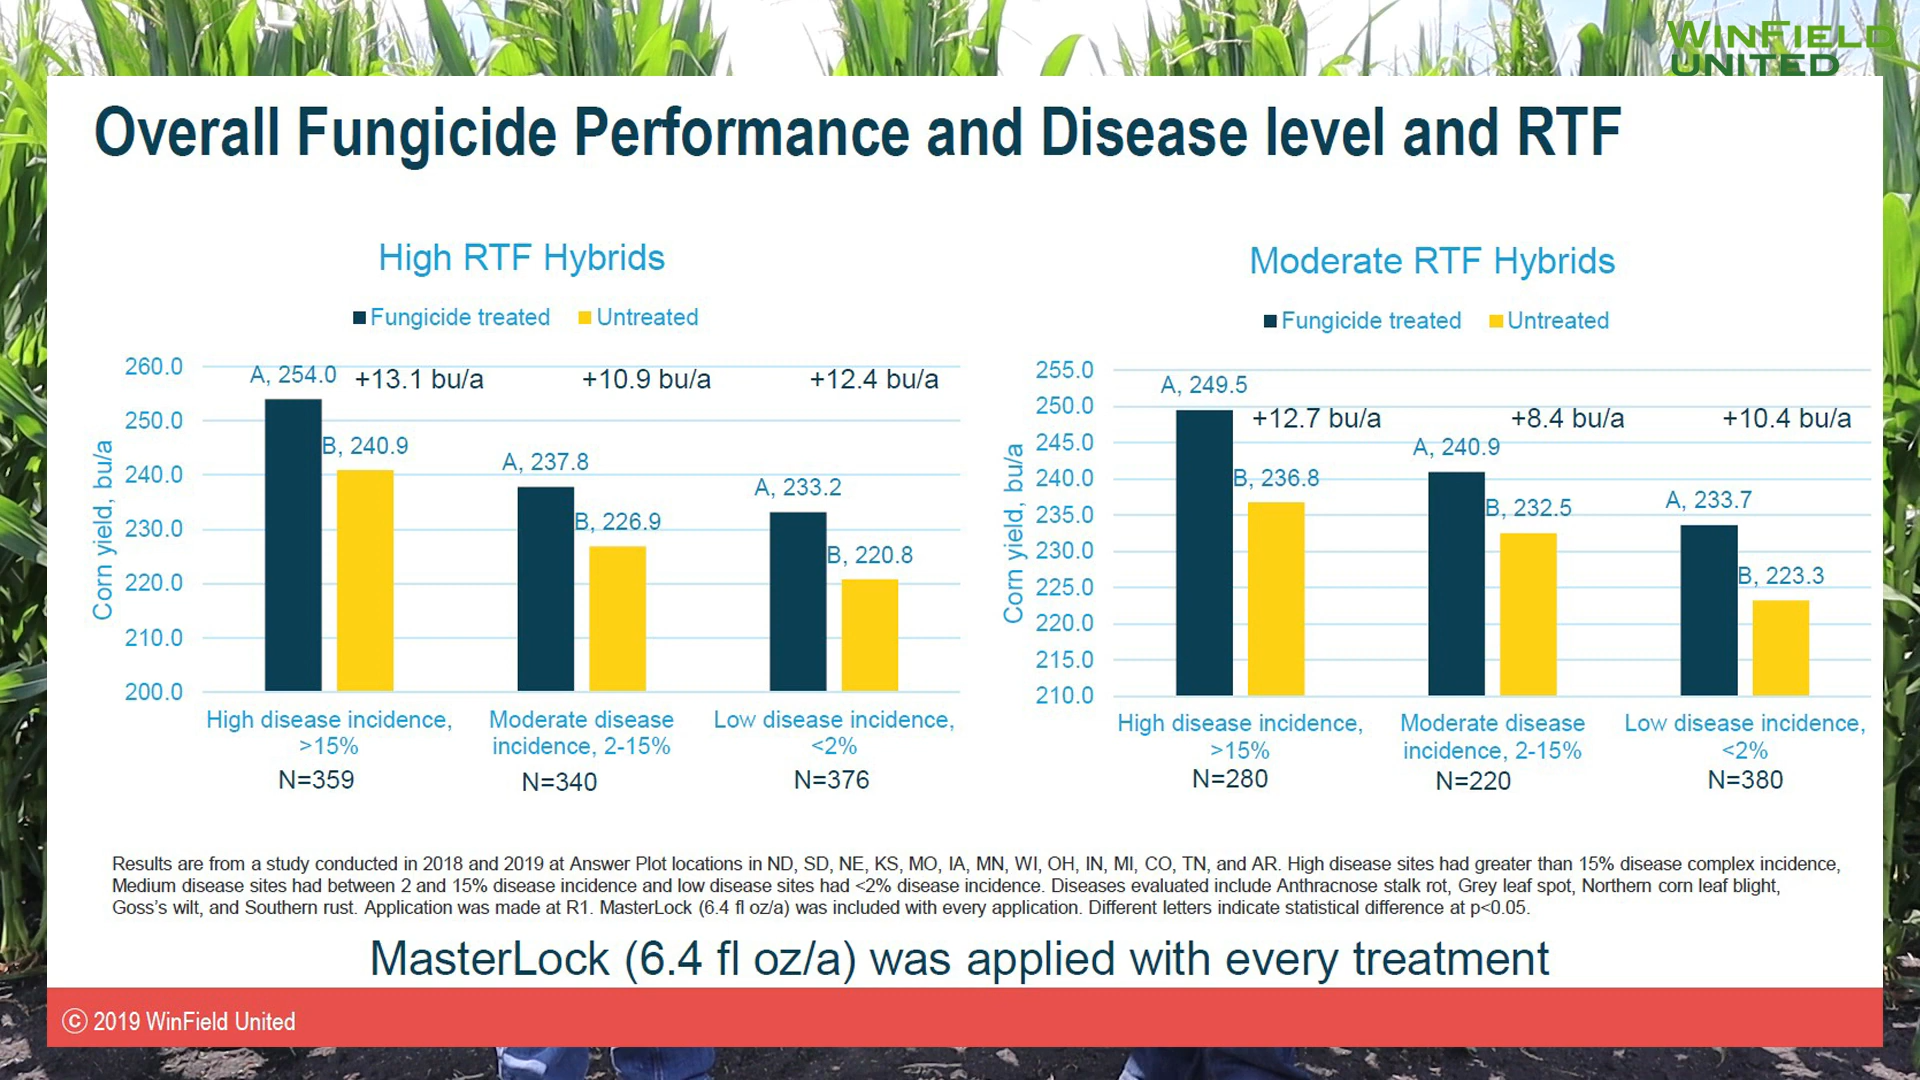 WINFIELD
UNITED
Overall Fungicide Performance and Disease level and RTF
High RTF Hybrids
Fungicide treated Untreated
260.0
250.0
240.0
230.0
220.0
210.0
200.0
Corn yield, bu/a
A, 254.0
+13.1 bu/a
+10.9 bu/a
+12.4 bu/a
B, 240.9
A, 237.8
B, 226.9
A, 233.2
B, 220.8
High disease incidence,
>15%
N=359
Moderate disease
incidence, 2-15%
N=340
Low disease incidence,
<2%
N=376
Moderate RTF Hybrids
Fungicide treated Untreated
255.0
250.0
245.0
240.0
235.0
230.0
225.0
220.0
215.0
210.0
Corn yield, bu/a
A, 249.5
+12.7 bu/a
+8.4 bu/a
+10.4 bu/a
B, 236.8
A, 240.9
B, 232.5
A, 233.7
B, 223.3
High disease incidence,
>15%
N=280
Moderate disease
incidence, 2-15%
N=220
Low disease incidence,
<2%
N=380
Results are from a study conducted in 2018 and 2019 at Answer Plot locations in ND, SD, NE, KS, MO, IA, MN, WI, OH, IN, MI, CO, TN, and AR. High disease sites had greater than 15% disease complex incidence,
Medium disease sites had between 2 and 15% disease incidence and low disease sites had <2% disease incidence. Diseases evaluated include Anthracnose stalk rot, Grey leaf spot, Northern corn leaf blight,
Goss's wilt, and Southern rust. Application was made at R1. MasterLock (6.4 fl oz/a) was included with every application. Different letters indicate statistical difference at p<0.05.
MasterLock (6.4 fl oz/a) was applied with every treatment
© 2019 WinField United